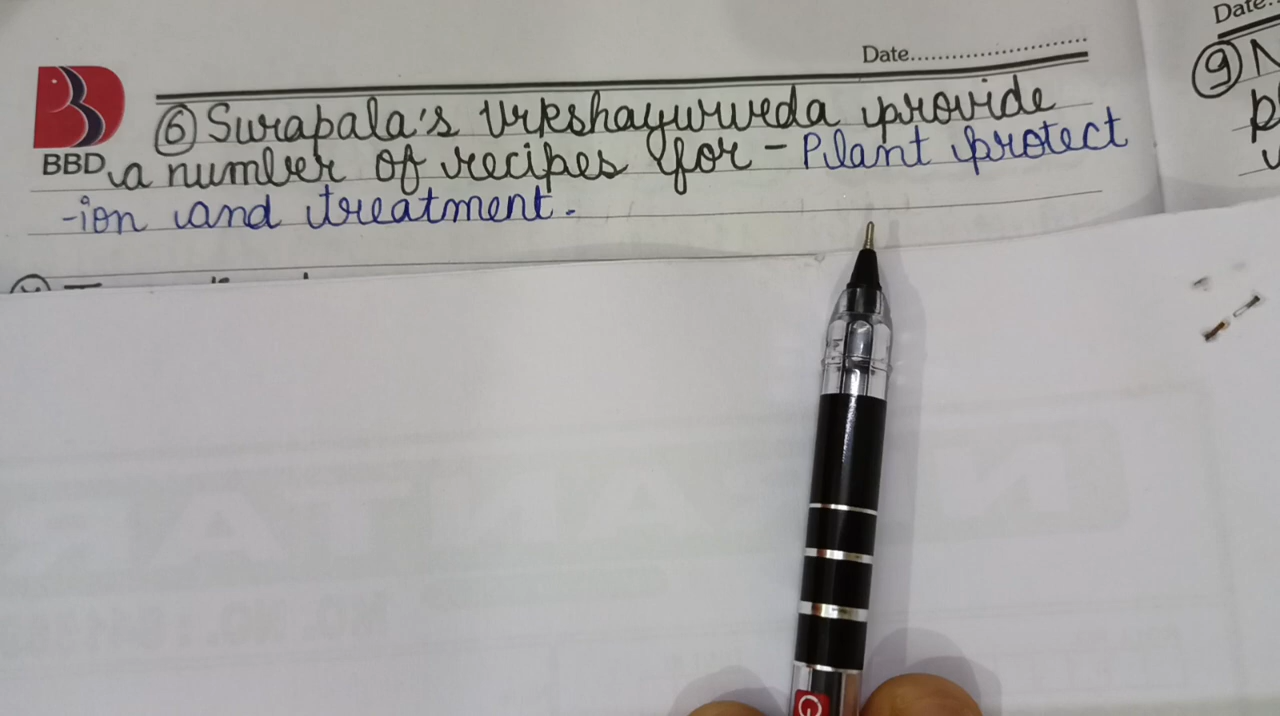 Date
Date
BBD
⑥ Surapala's Vrkshayurveda provide
a number of recipes for - Plant protect
-ion and treatment.
⑨